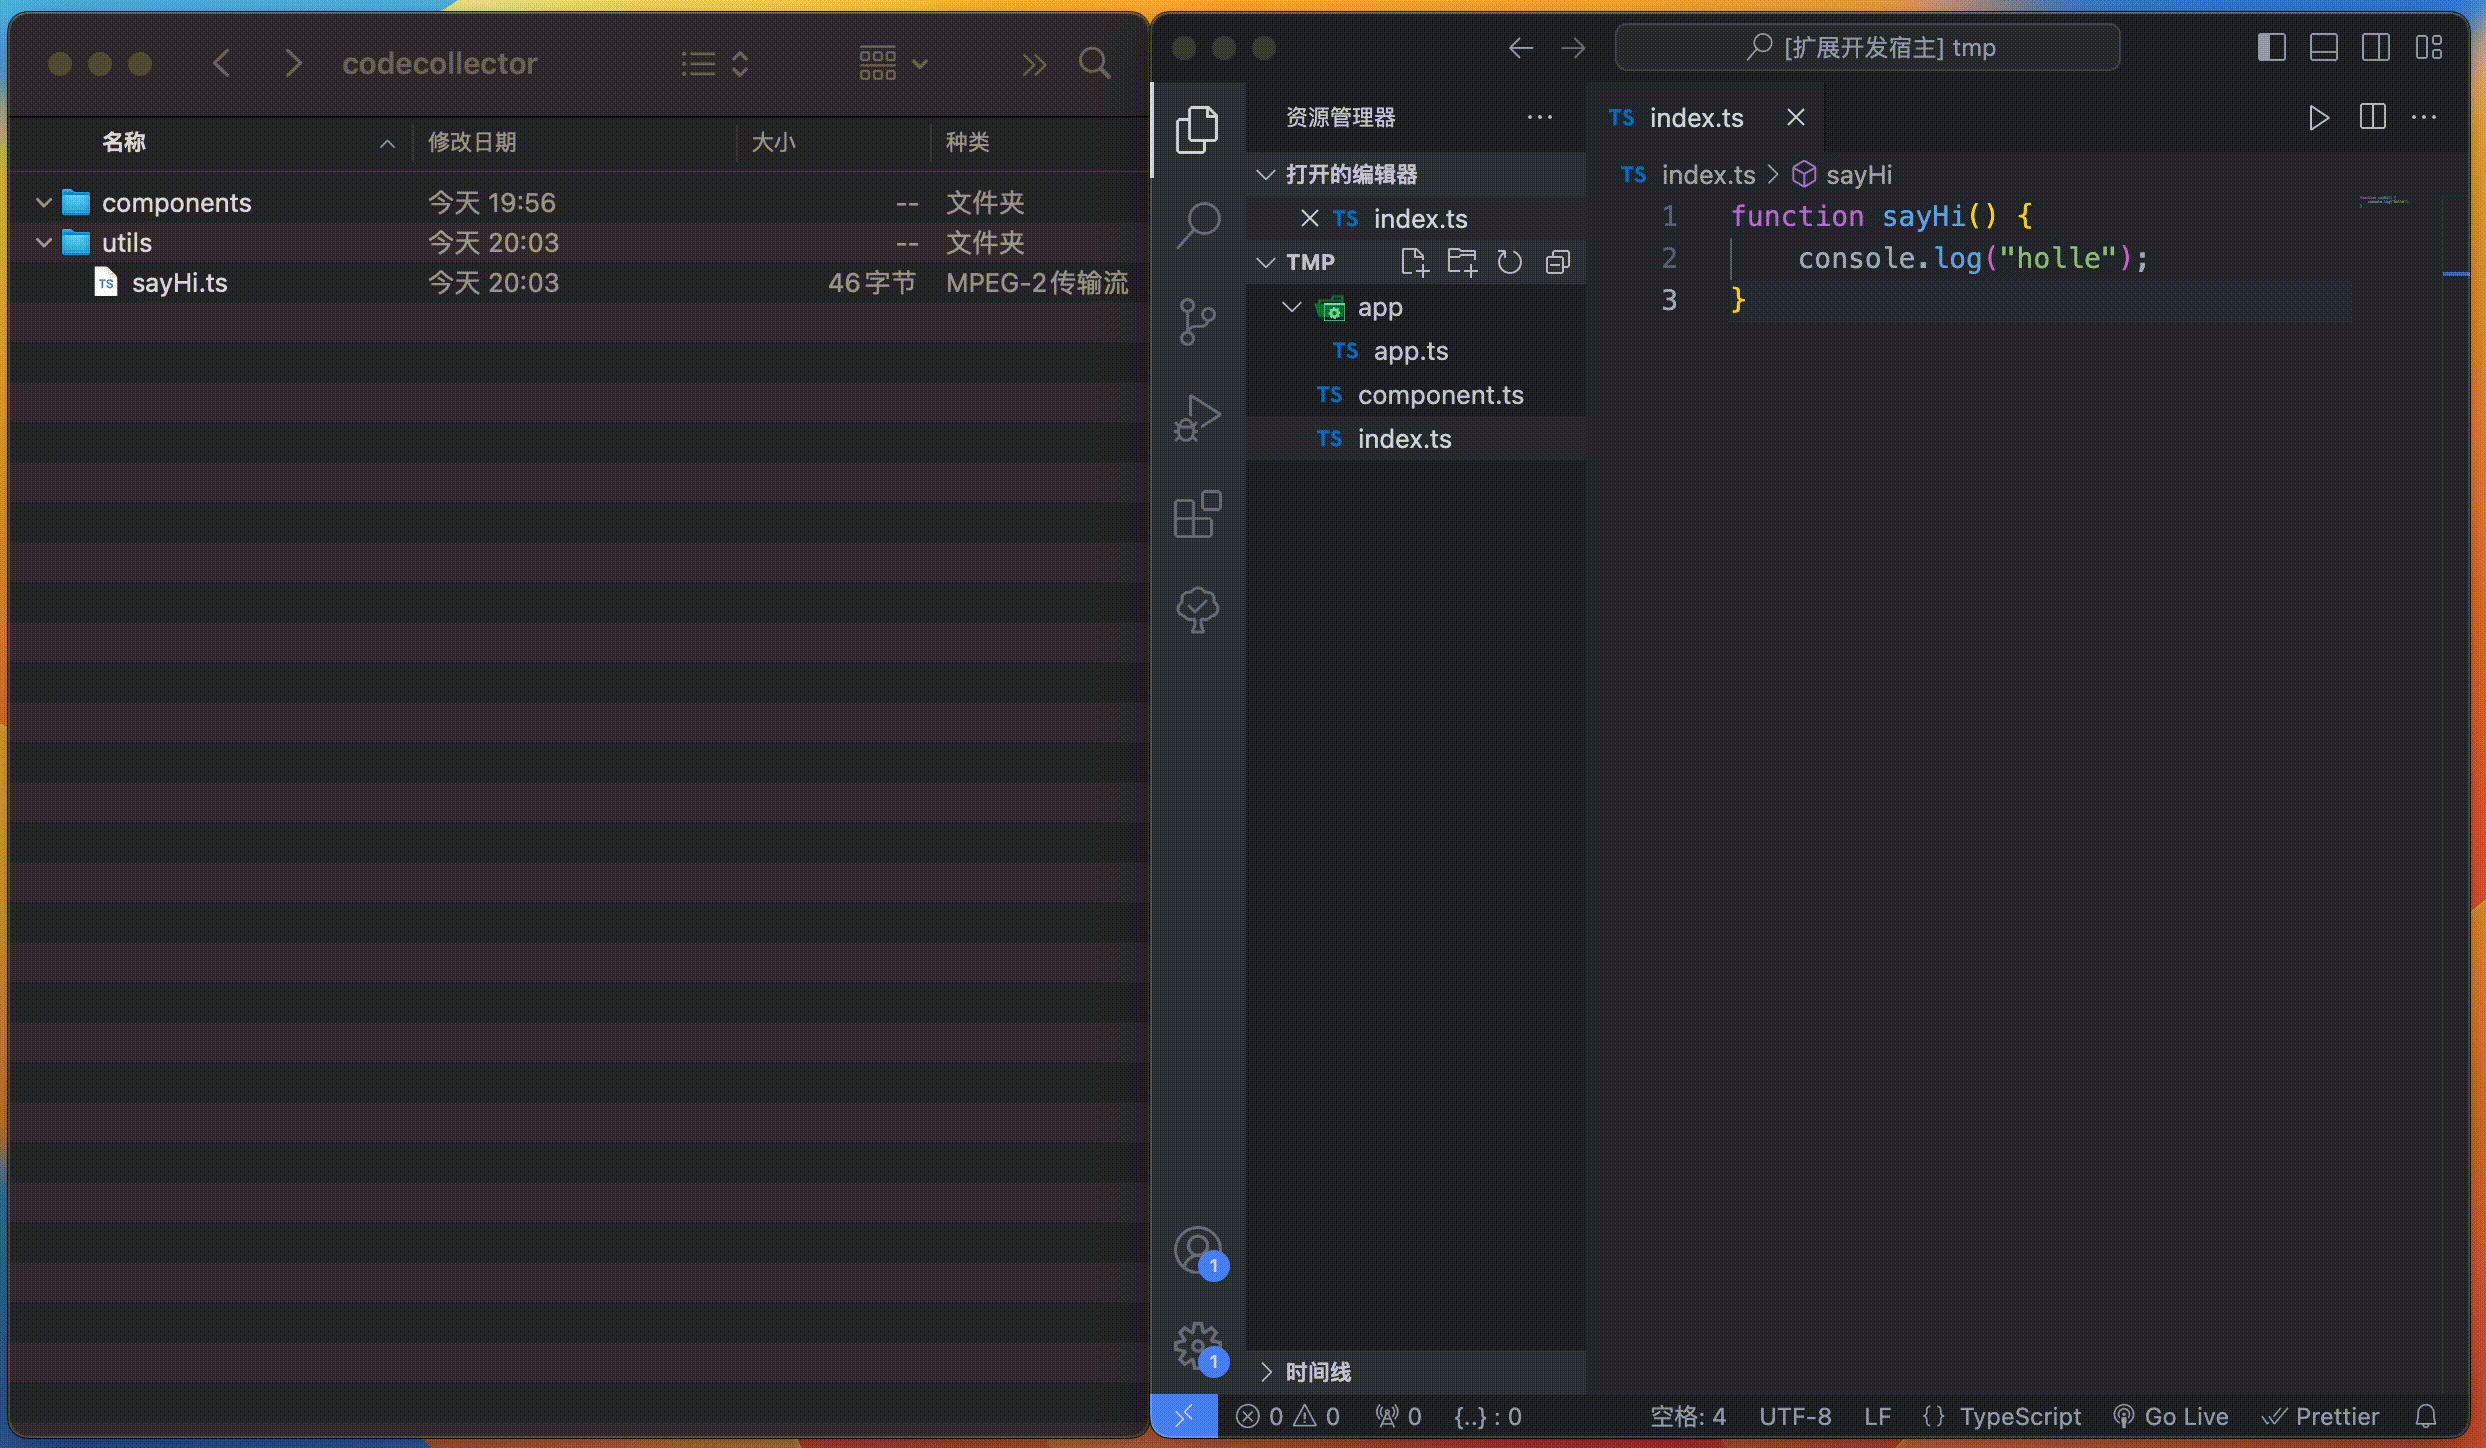 codecollector
名称 修改日期 大小 种类
components 今天 19:56 -- 文件夹
utils 今天 20:03 -- 文件夹
TS sayHi.ts 今天 20:03 46字节 MPEG-2传输流
[扩展开发宿主] tmp
资源管理器
打开的编辑器
TS index.ts
TMP
app
TS app.ts
TS component.ts
TS index.ts
时间线
1
1
TS index.ts
TS index.ts sayHi
1 function sayHi() {
2 console.log("holle");
3 }
0 0 0 {..} : 0 空格: 4 UTF-8 LF {} TypeScript Go Live Prettier